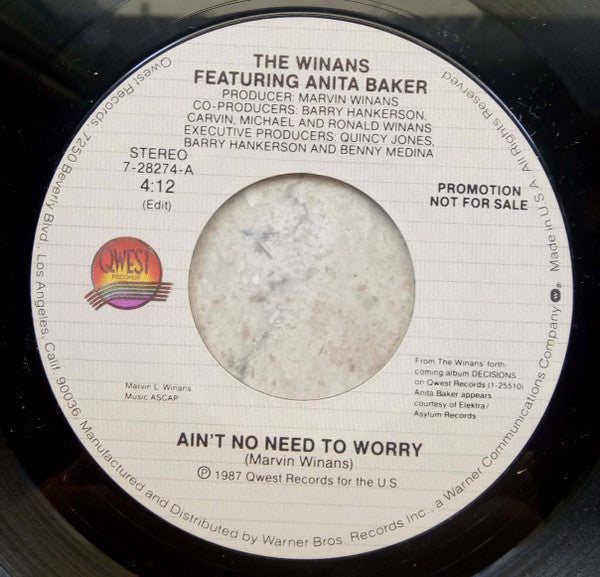 THE WINANS
FEATURING ANITA BAKER
PRODUCER: MARVIN WINANS
CO-PRODUCERS: BARRY HANKERSON,
CARVIN, MICHAEL AND RONALD WINANS
EXECUTIVE PRODUCERS: QUINCY JONES,
BARRY HANKERSON AND BENNY MEDINA
STEREO
7-28274-A
4:12
(Edit)
PROMOTION
NOT FOR SALE
QWEST
RECORDS
Marvin L. Winans
Music ASCAP
From The Winans' forth
coming album DECISIONS
on Qwest Records (1-25510)
Anita Baker appears
courtesy of Elektra/
Asylum Records
AIN'T NO NEED TO WORRY
(Marvin Winans)
Ⓟ 1987 Qwest Records for the U.S.
Qwest Records, 7250 Beverly Blvd., Los Angeles, Calif. 90036, Manufactured and Distributed by Warner Bros. Records Inc., a Warner Communications Company Made in U.S.A. All Rights Reserved